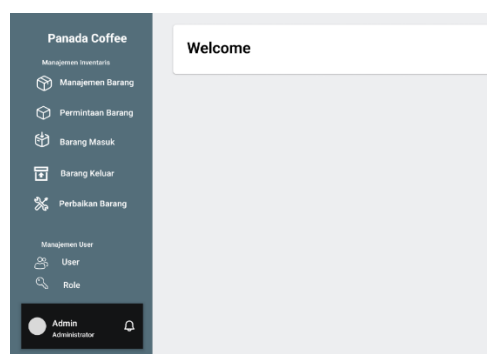 Panada Coffee
Manajemen Inventaris
Manajemen Barang
Permintaan Barang
Barang Masuk
Barang Keluar
Perbaikan Barang
Manajemen User
User
Role
Admin
Administrator
Welcome